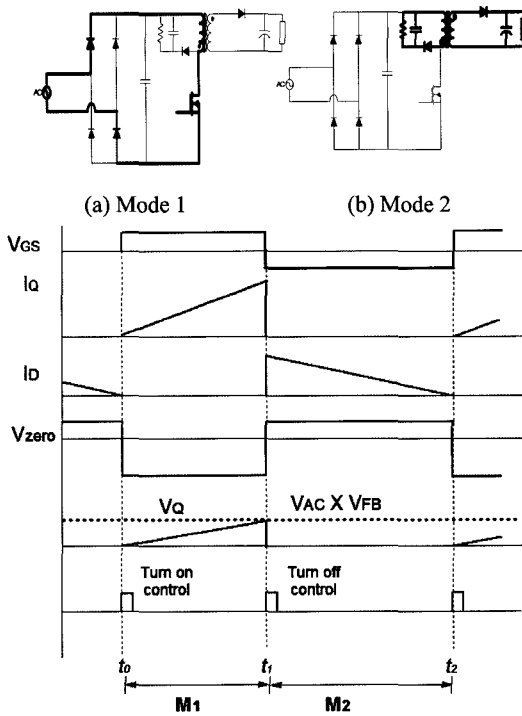 AC
AC
(a) Mode 1
(b) Mode 2
VGS
IQ
ID
Vzero
VQ
VAC X VFB
Turn on
control
Turn off
control
t0
t1
t2
M1
M2